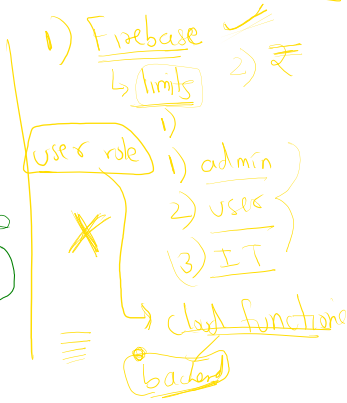 1) Firebase
↳ limits 2) ₹
1)
user role
1) admin
2) user
3) IT
X
cloud functions
backend